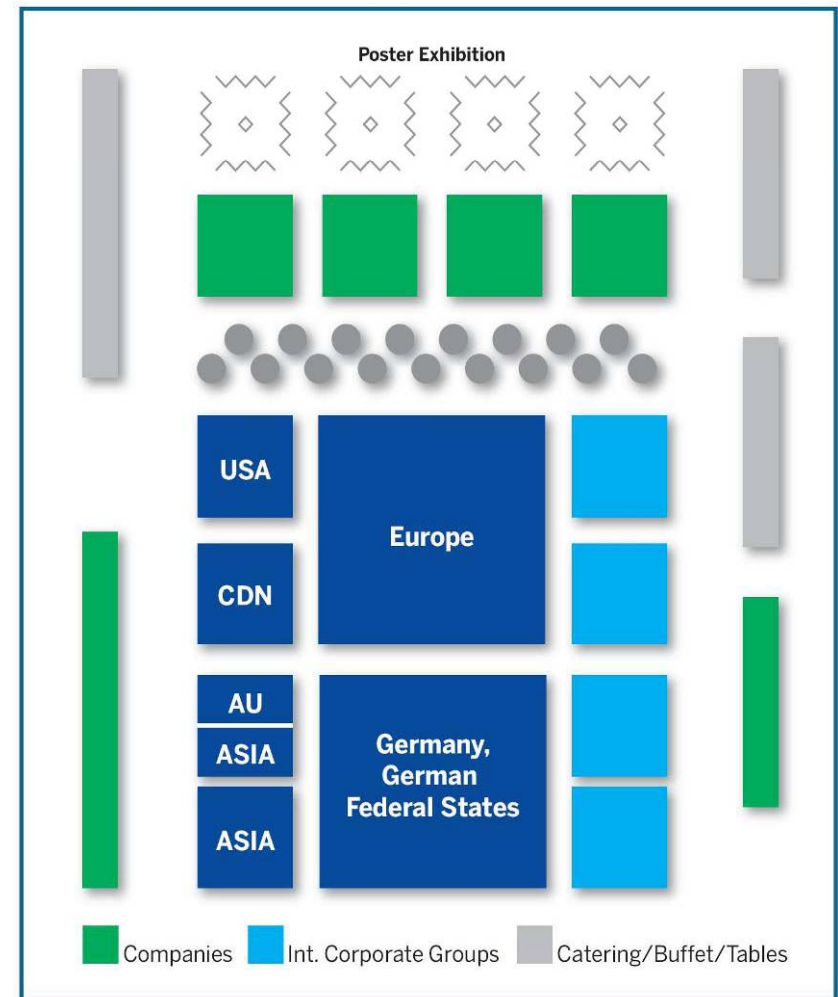 Poster Exhibition
USA
Europe
CDN
AU
ASIA
Germany,
German
Federal States
ASIA
Companies
Int. Corporate Groups
Catering/Buffet/Tables